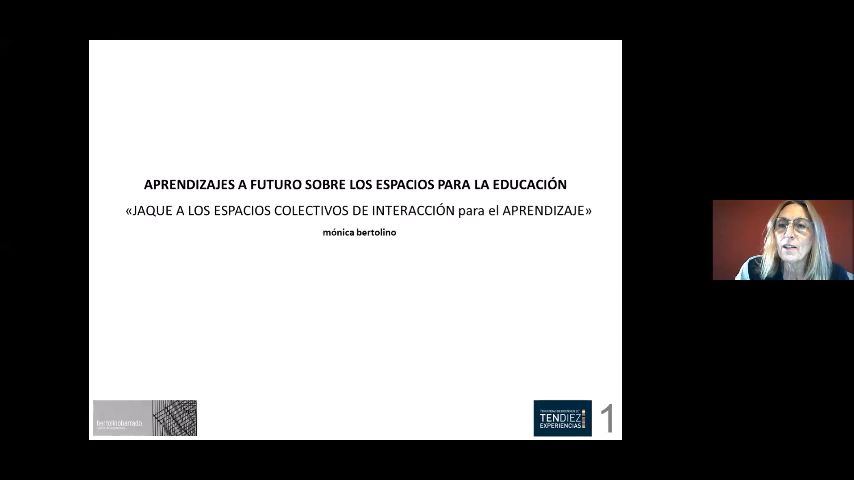 APRENDIZAJES A FUTURO SOBRE LOS ESPACIOS PARA LA EDUCACIÓN
«JAQUE A LOS ESPACIOS COLECTIVOS DE INTERACCIÓN para el APRENDIZAJE»
mónica bertolino
bertolinobarrado
TENDIEZ
EXPERIENCIAS
1